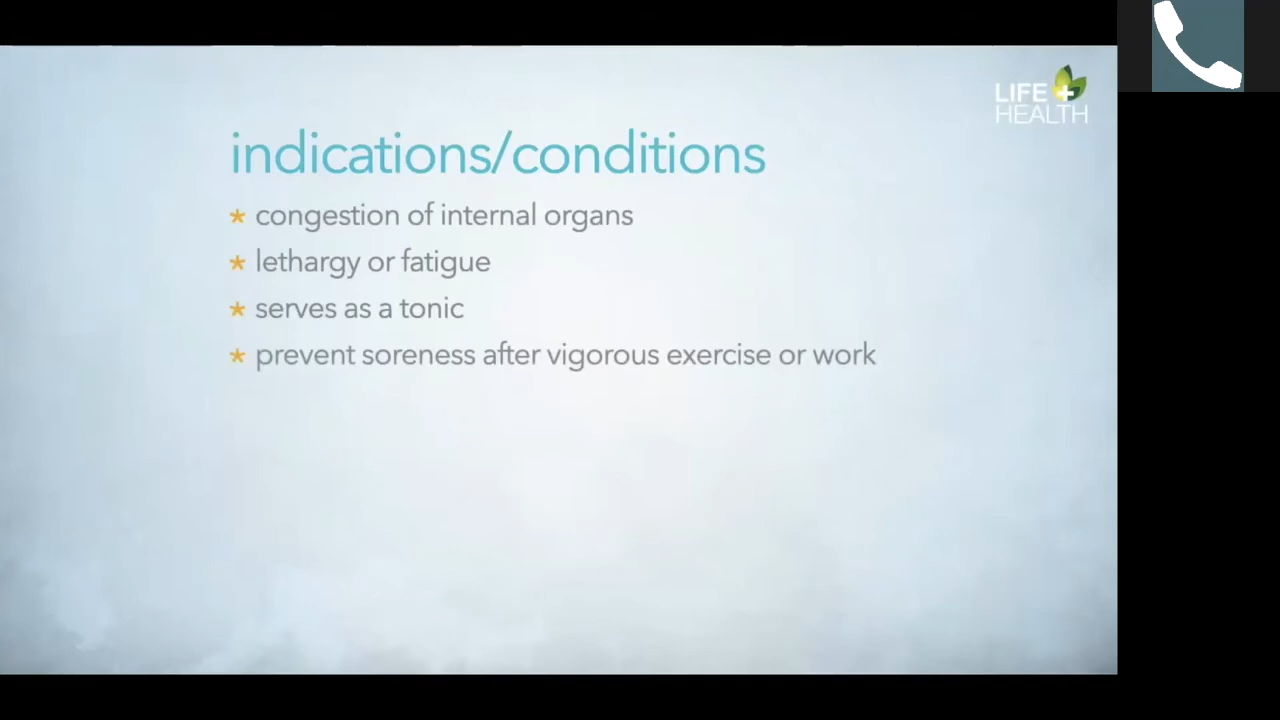 LIFE
HEALTH
indications/conditions
* congestion of internal organs
* lethargy or fatigue
* serves as a tonic
* prevent soreness after vigorous exercise or work